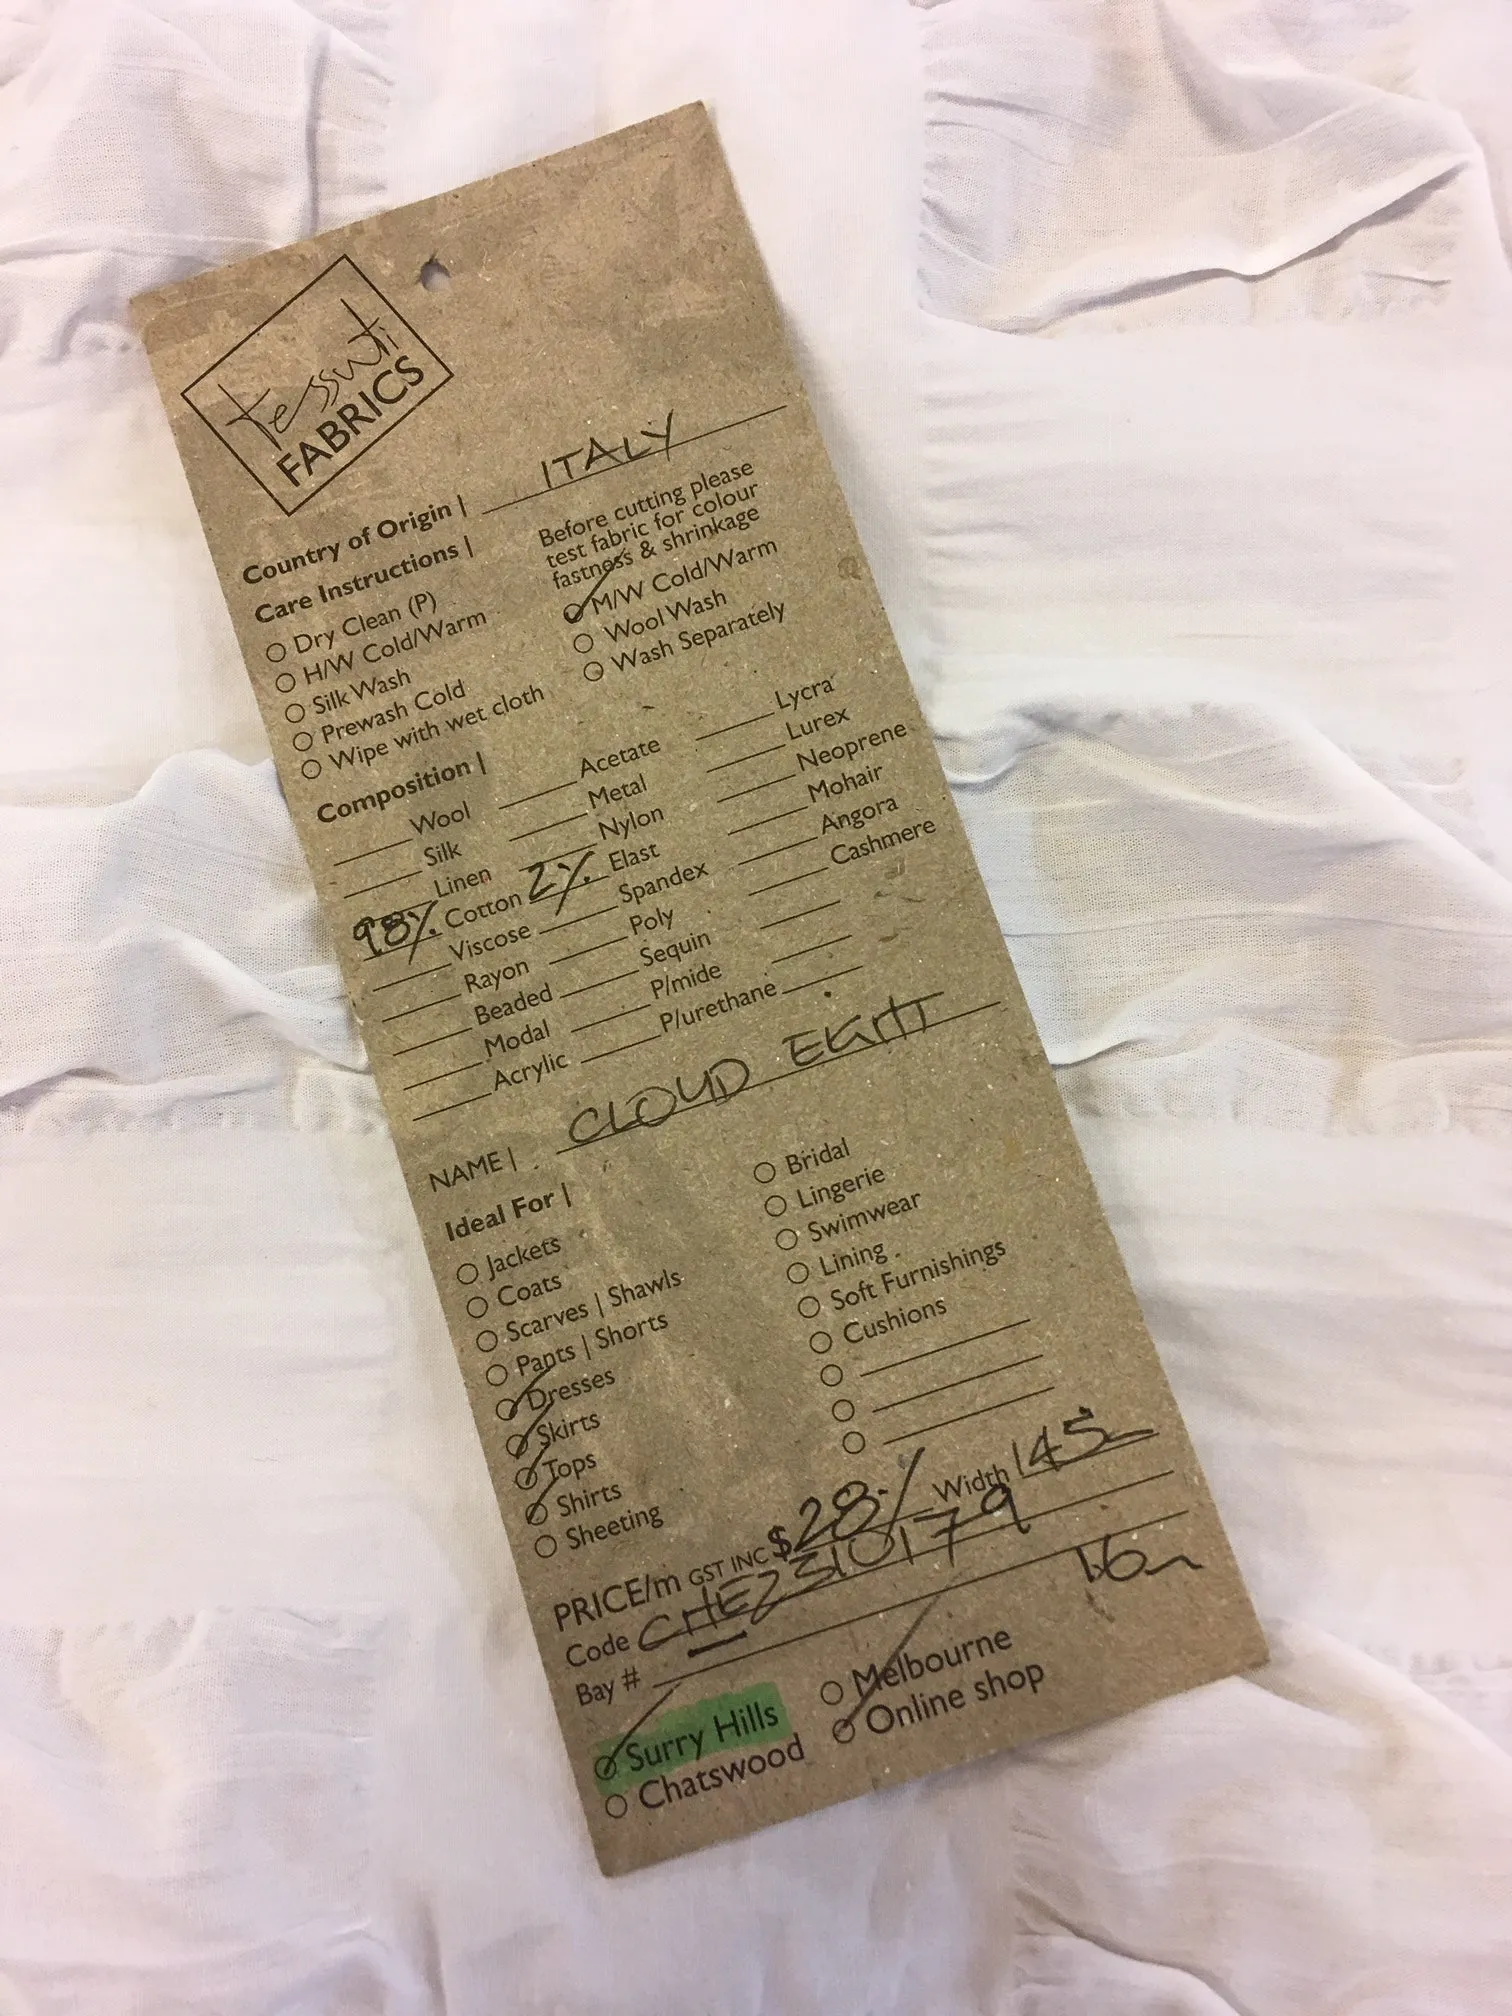 tessuti
FABRICS
Country of Origin | ITALY
Care Instructions |
Before cutting please
test fabric for colour
fastness & shrinkage
Dry Clean (P)
H/W Cold/Warm
Silk Wash
Prewash Cold
Wipe with wet cloth
M/W Cold/Warm
Wool Wash
Wash Separately
Composition |
Wool
Silk
Linen
98% Cotton
Viscose
Rayon
Beaded
Modal
Acrylic
Acetate
Metal
Nylon
2% Elast
Spandex
Poly
Sequin
P/mide
P/urethane
Lycra
Lurex
Neoprene
Mohair
Angora
Cashmere
NAME | CLOUD EIGHT
Ideal For |
Jackets
Coats
Scarves | Shawls
Pants | Shorts
Dresses
Skirts
Tops
Shirts
Sheeting
Bridal
Lingerie
Swimwear
Lining
Soft Furnishings
Cushions
PRICE/m GST INC $28./ Width 145
Code CHE2310179
Bay #
1.6m
Surry Hills
Chatswood
Melbourne
Online shop